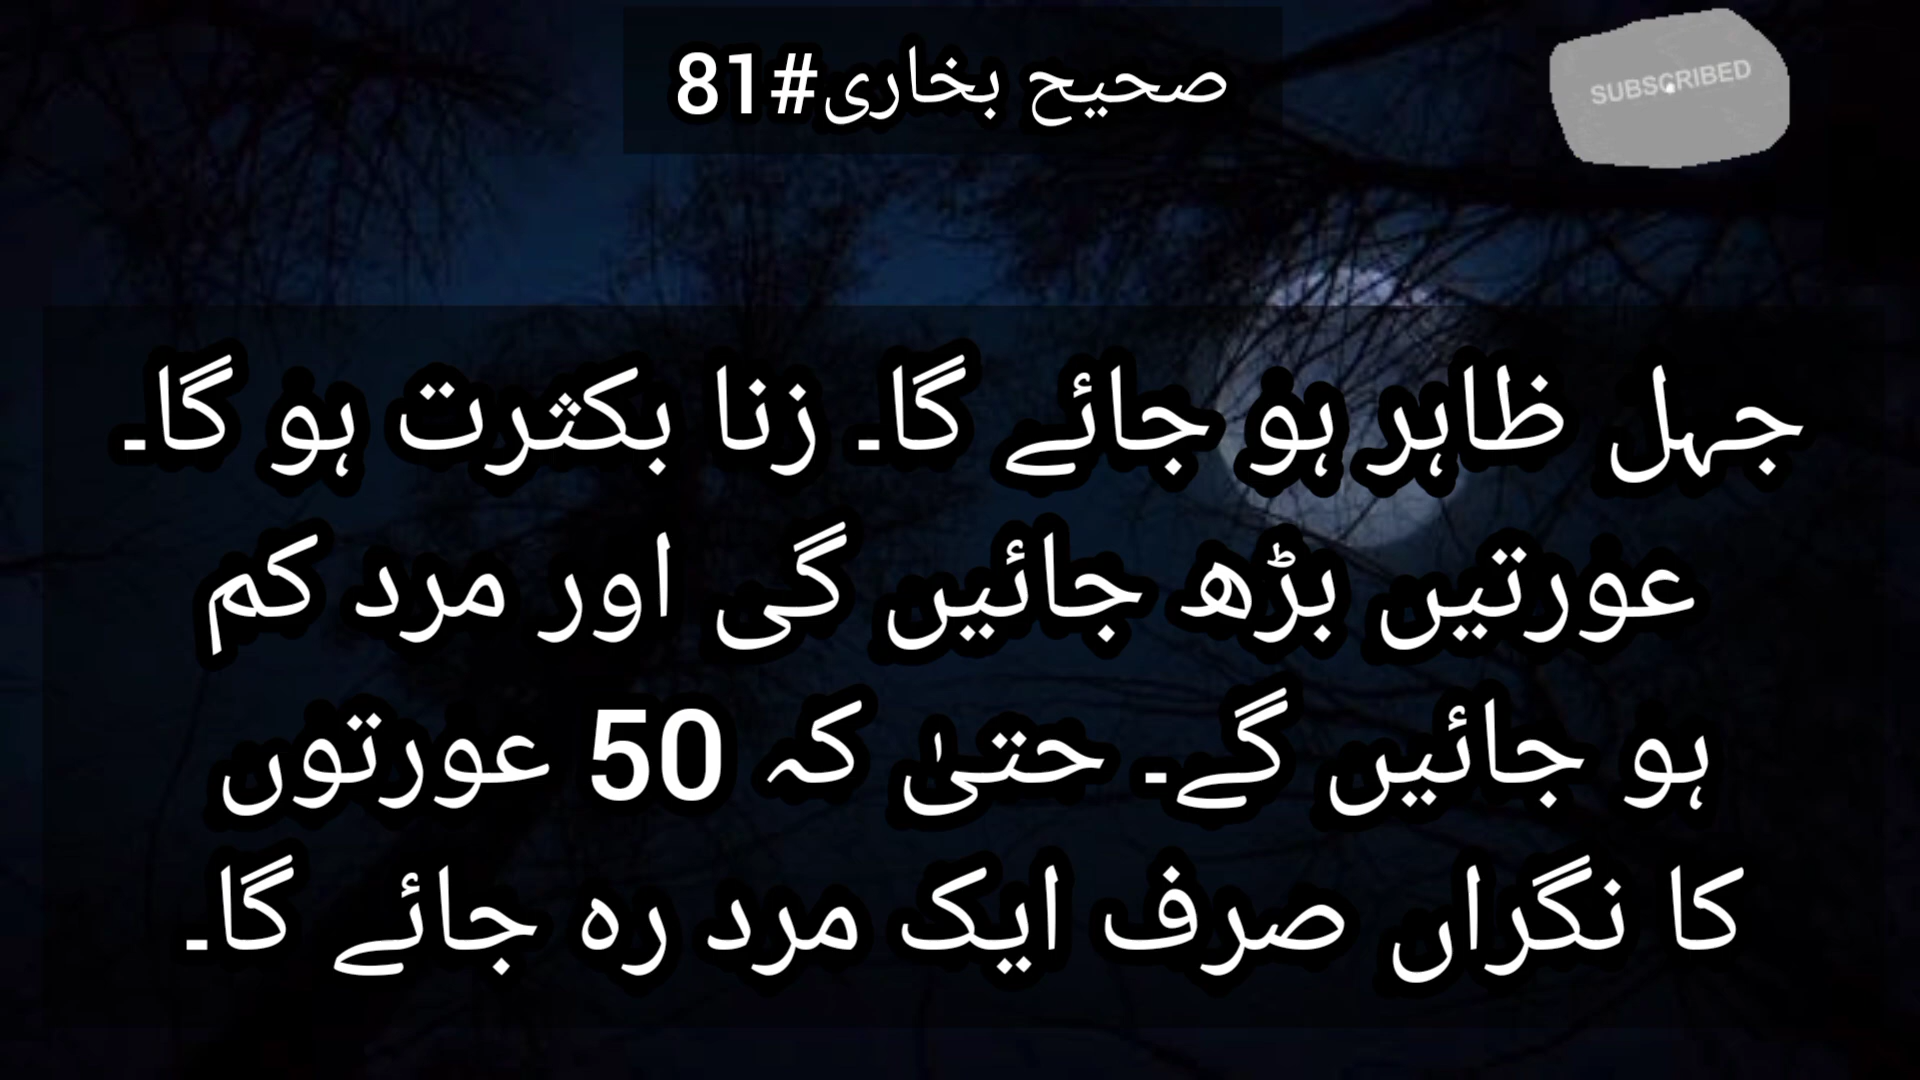 صحیح بخاری#81
SUBSCRIBED
جہل ظاہر ہو جائے گا۔ زنا بکثرت ہو گا۔
عورتیں بڑھ جائیں گی اور مرد کم
ہو جائیں گے۔ حتیٰ کہ 50 عورتوں
کا نگراں صرف ایک مرد رہ جائے گا۔